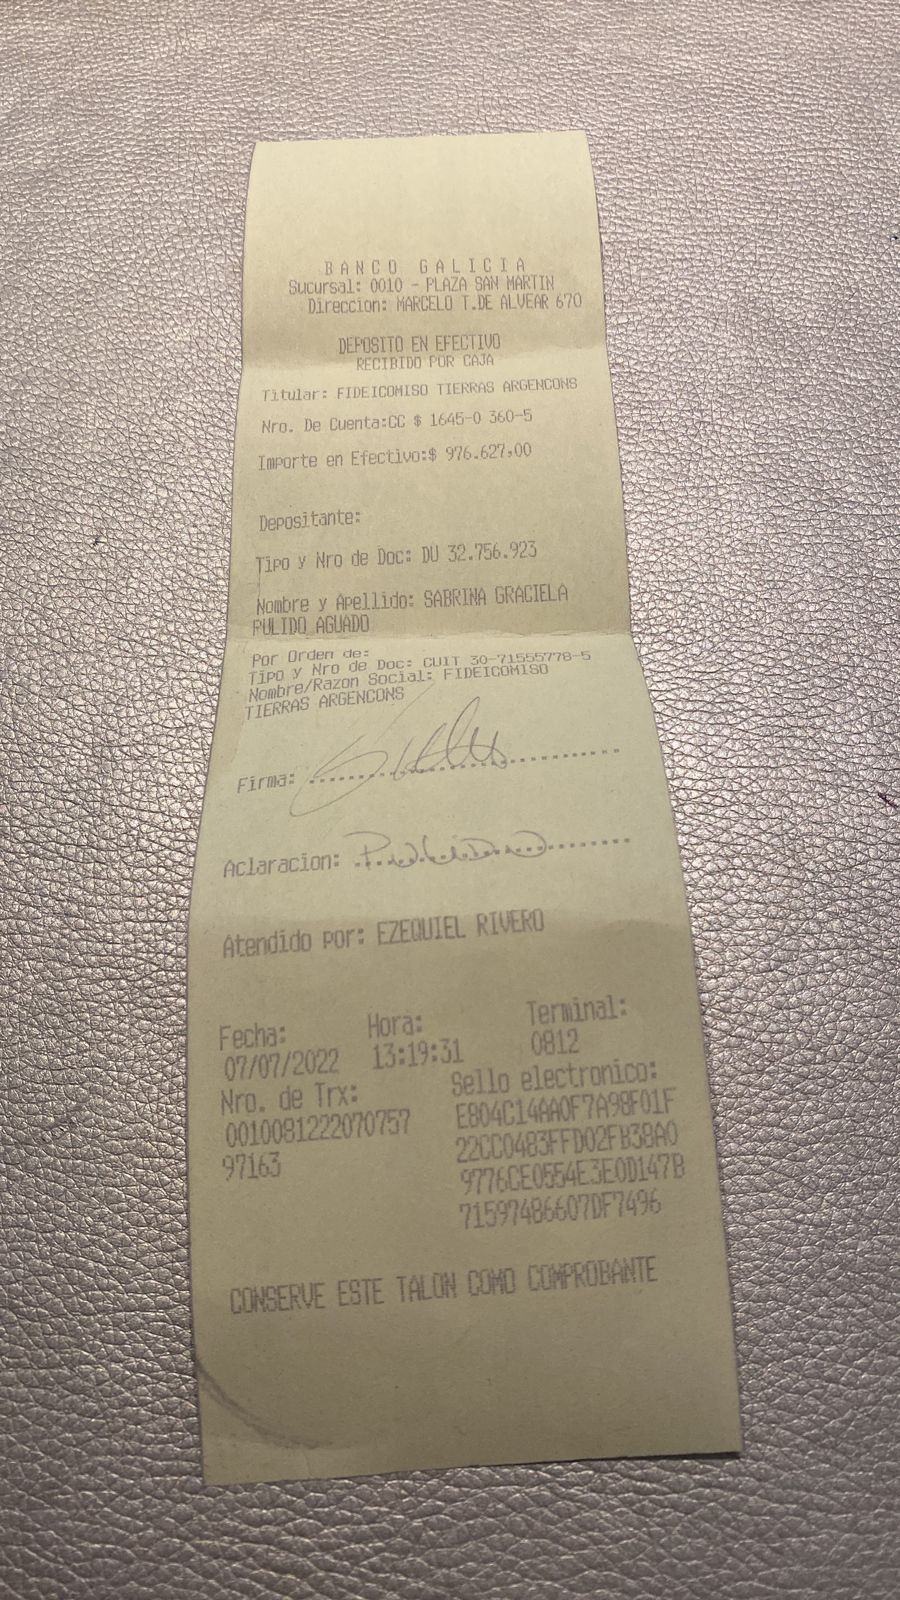 BANCO GALICIA
Sucursal: 0010 - PLAZA SAN MARTIN
Direccion: MARCELO T.DE ALVEAR 670
DEPOSITO EN EFECTIVO
RECIBIDO POR CAJA
Titular: FIDEICOMISO TIERRAS ARGENCONS
Nro. De Cuenta:CC $ 1645-0 360-5
Importe en Efectivo:$ 976.627,00
Depositante:
Tipo y Nro de Doc: DU 32.756.923
Nombre y Apellido: SABRINA GRACIELA
PULIDO AGUADO
Por Orden de:
Tipo y Nro de Doc: CUIT 30-71555778-5
Nombre/Razon Social: FIDEICOMISO
TIERRAS ARGENCONS
Firma:
Aclaracion: Pulido
Atendido por: EZEQUIEL RIVERO
Fecha: Hora: Terminal:
07/07/2022 13:19:31 0812
Nro. de Trx: Sello electronico:
0010081222070757 E804C14AA0F7A98F01F
97163 22CC0483FFD02FB38A0
9776CE0554E3E0D147B
71597486607DF7496
CONSERVE ESTE TALON COMO COMPROBANTE